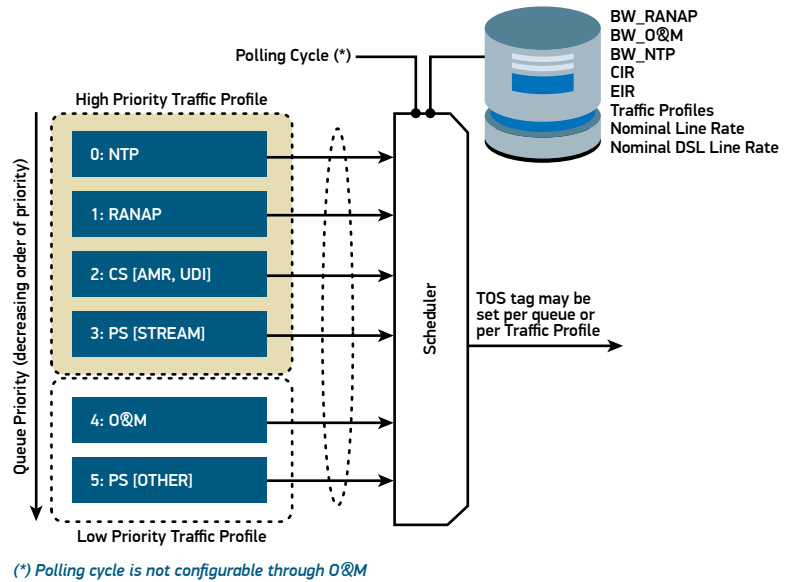 BW_RANAP
BW_O&M
BW_NTP
CIR
EIR
Traffic Profiles
Nominal Line Rate
Nominal DSL Line Rate
Polling Cycle (*)
High Priority Traffic Profile
0: NTP
1: RANAP
2: CS [AMR, UDI]
3: PS [STREAM]
4: O&M
5: PS [OTHER]
Low Priority Traffic Profile
Queue Priority (decreasing order of priority)
Scheduler
TOS tag may be
set per queue or
per Traffic Profile
(*) Polling cycle is not configurable through O&M